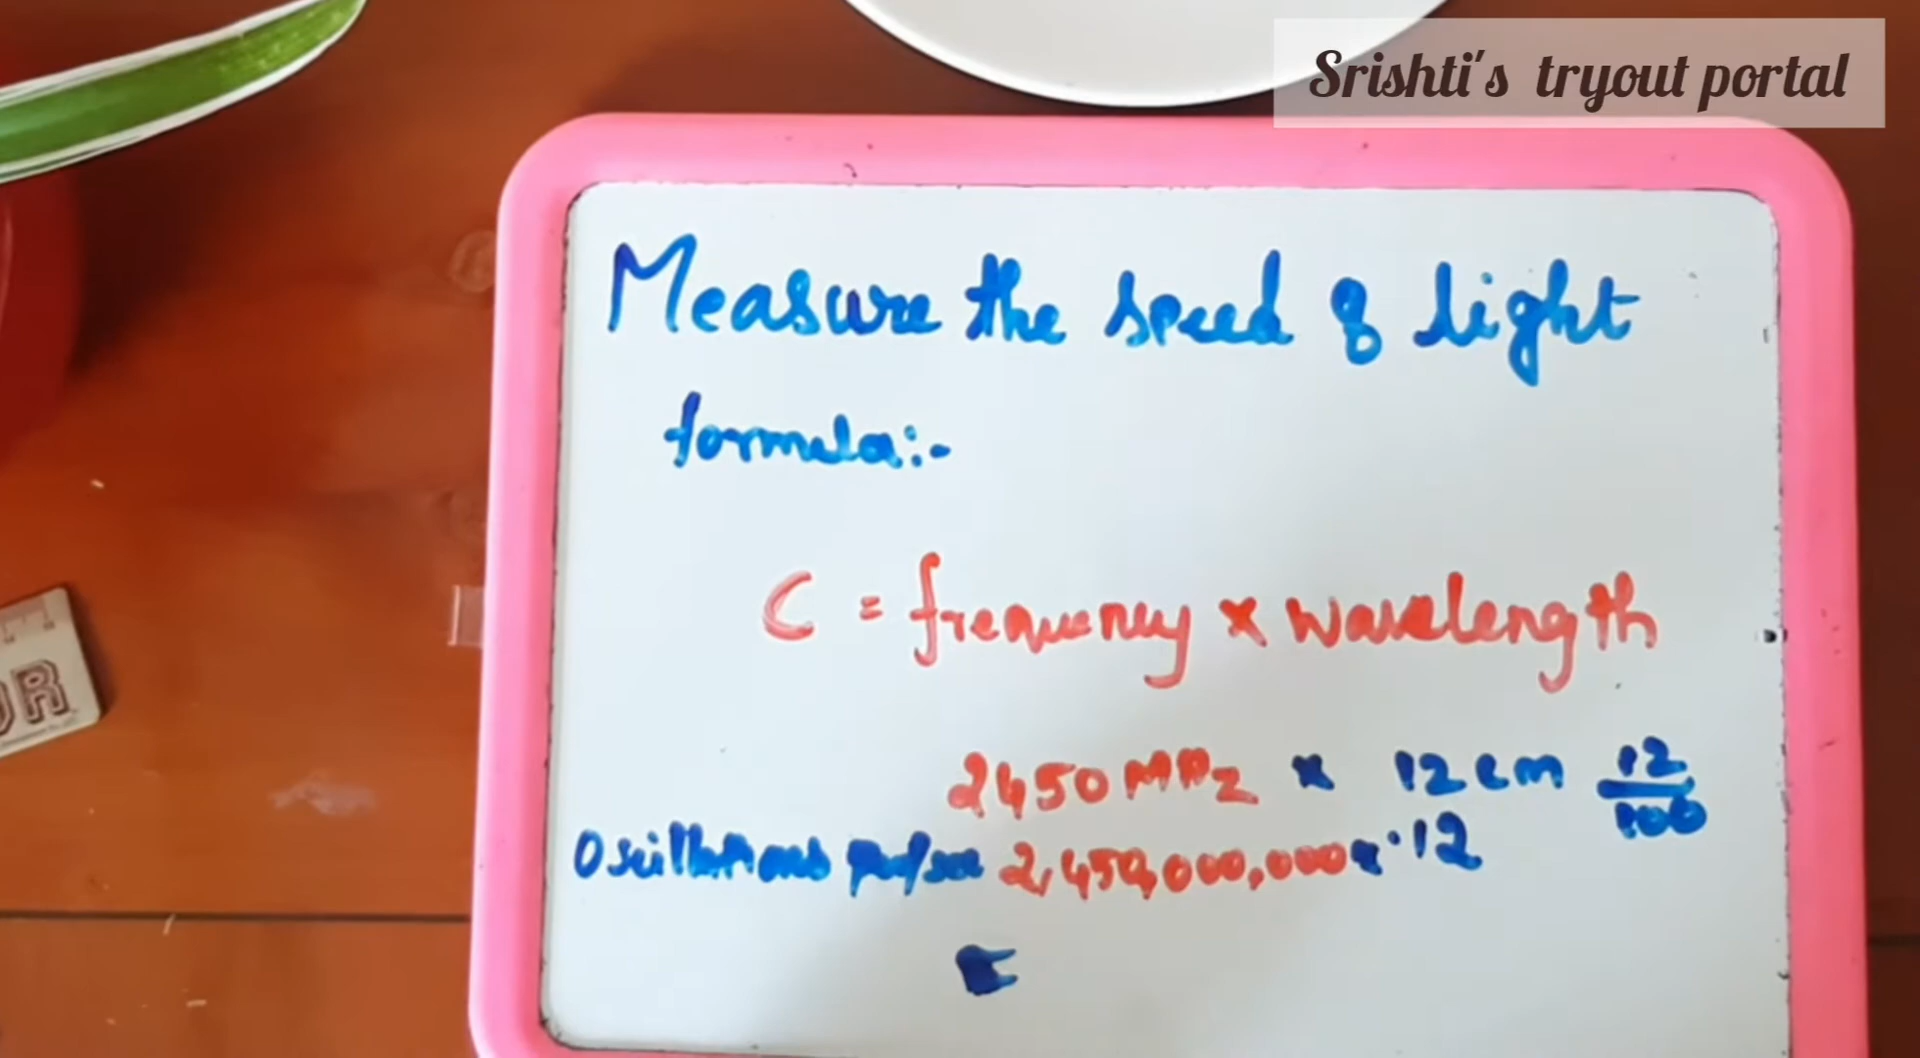 Srishti's tryout portal
Measure the speed of light
formula:-
C = frequency x wavelength
2450 MHz x 12 cm 12/100
Oscillations per/sec 2,450,000,000 x .12
OR